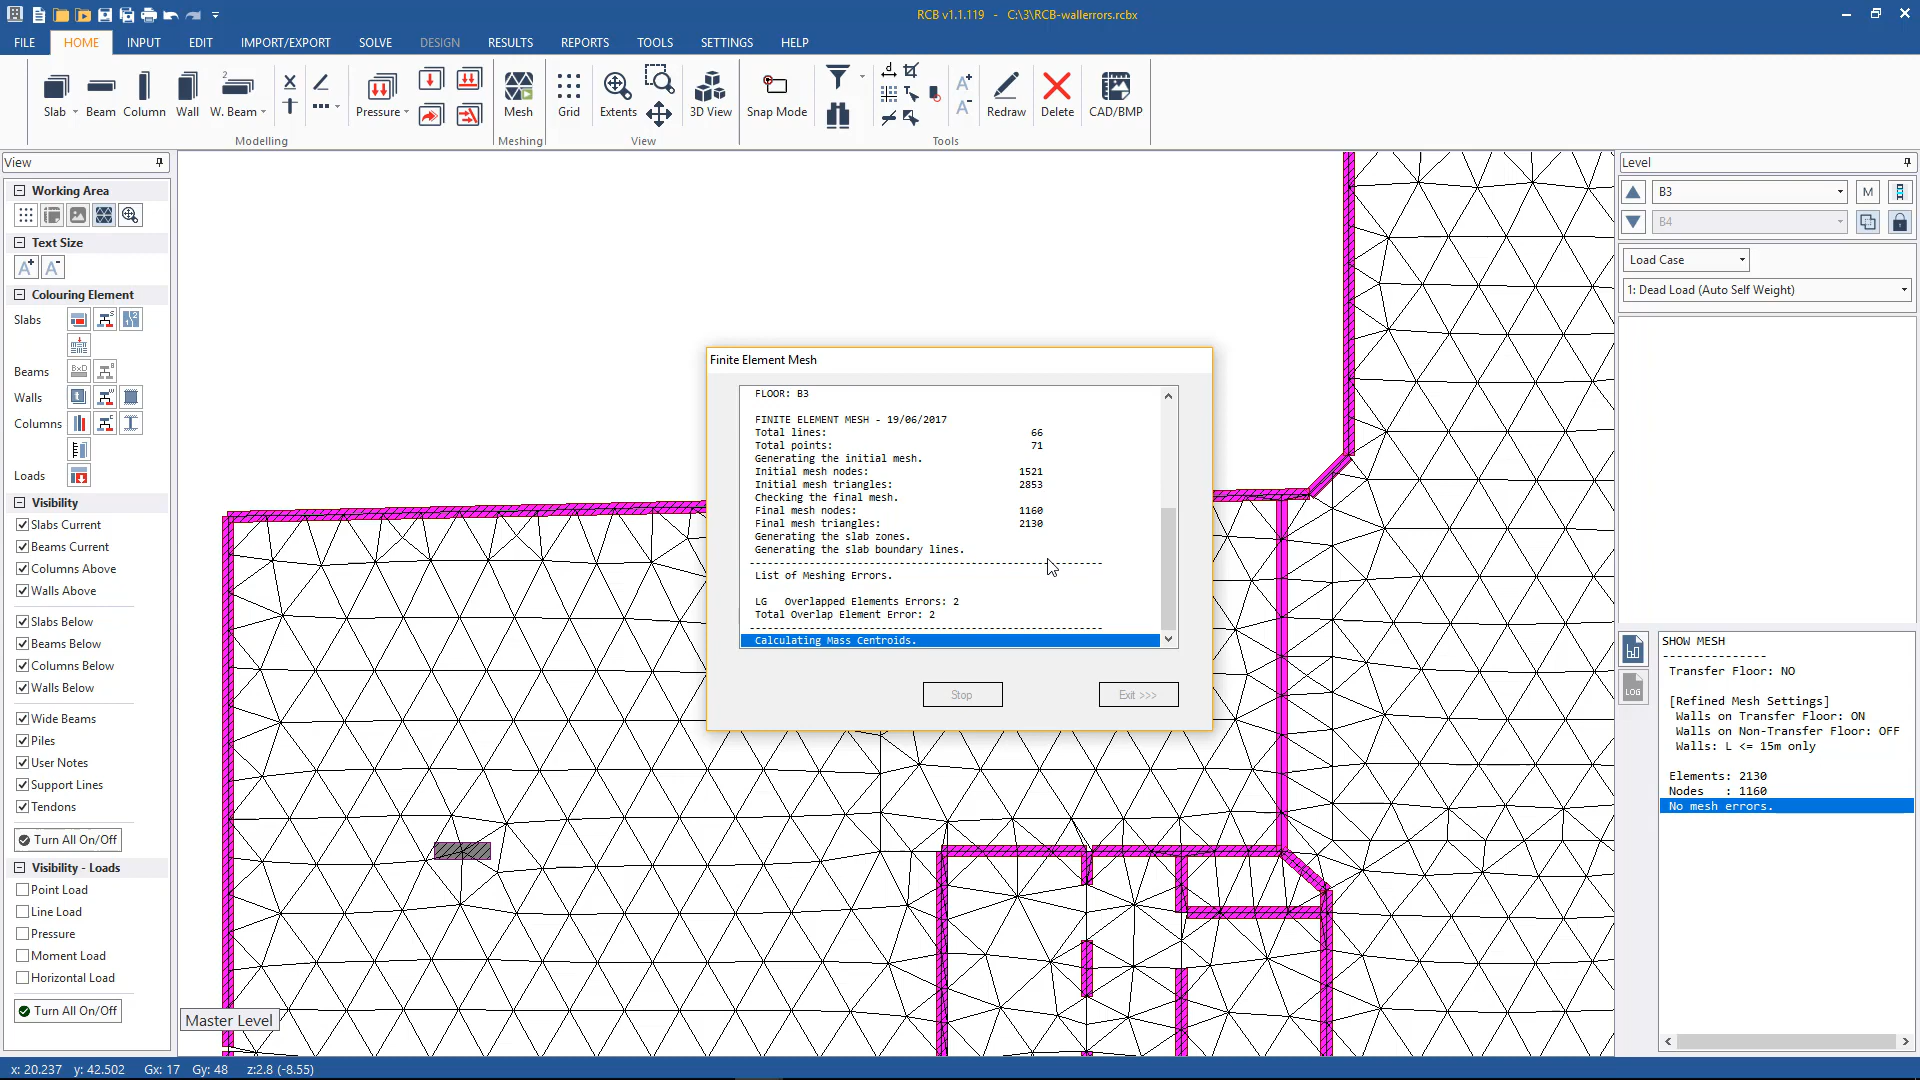 RCB v1.1.119 - C:\3\RCB-wallerrors.rcbx
FILE HOME INPUT EDIT IMPORT/EXPORT SOLVE DESIGN RESULTS REPORTS TOOLS SETTINGS HELP
2
Slab Beam Column Wall W. Beam Pressure Mesh Grid Extents 3D View Snap Mode A+ A- Redraw Delete CAD/BMP
Modelling Meshing View Tools
View
Working Area
Text Size
A+ A-
Colouring Element
Slabs
Beams BxD
Walls
Columns
Loads
Visibility
Slabs Current
Beams Current
Columns Above
Walls Above
Slabs Below
Beams Below
Columns Below
Walls Below
Wide Beams
Piles
User Notes
Support Lines
Tendons
Turn All On/Off
Visibility - Loads
Point Load
Line Load
Pressure
Moment Load
Horizontal Load
Turn All On/Off
Master Level
Finite Element Mesh
FLOOR: B3
FINITE ELEMENT MESH - 19/06/2017
Total lines: 66
Total points: 71
Generating the initial mesh.
Initial mesh nodes: 1521
Initial mesh triangles: 2853
Checking the final mesh.
Final mesh nodes: 1160
Final mesh triangles: 2130
Generating the slab zones.
Generating the slab boundary lines.
--------------------------------------------------
List of Meshing Errors.
LG Overlapped Elements Errors: 2
Total Overlap Element Error: 2
--------------------------------------------------
Calculating Mass Centroids.
Stop Exit >>>
Level
B3 M
B4
Load Case
1: Dead Load (Auto Self Weight)
LOG
SHOW MESH
---------------
Transfer Floor: NO
[Refined Mesh Settings]
Walls on Transfer Floor: ON
Walls on Non-Transfer Floor: OFF
Walls: L <= 15m only
Elements: 2130
Nodes : 1160
No mesh errors.
x: 20.237 y: 42.502 Gx: 17 Gy: 48 z:2.8 (-8.55)